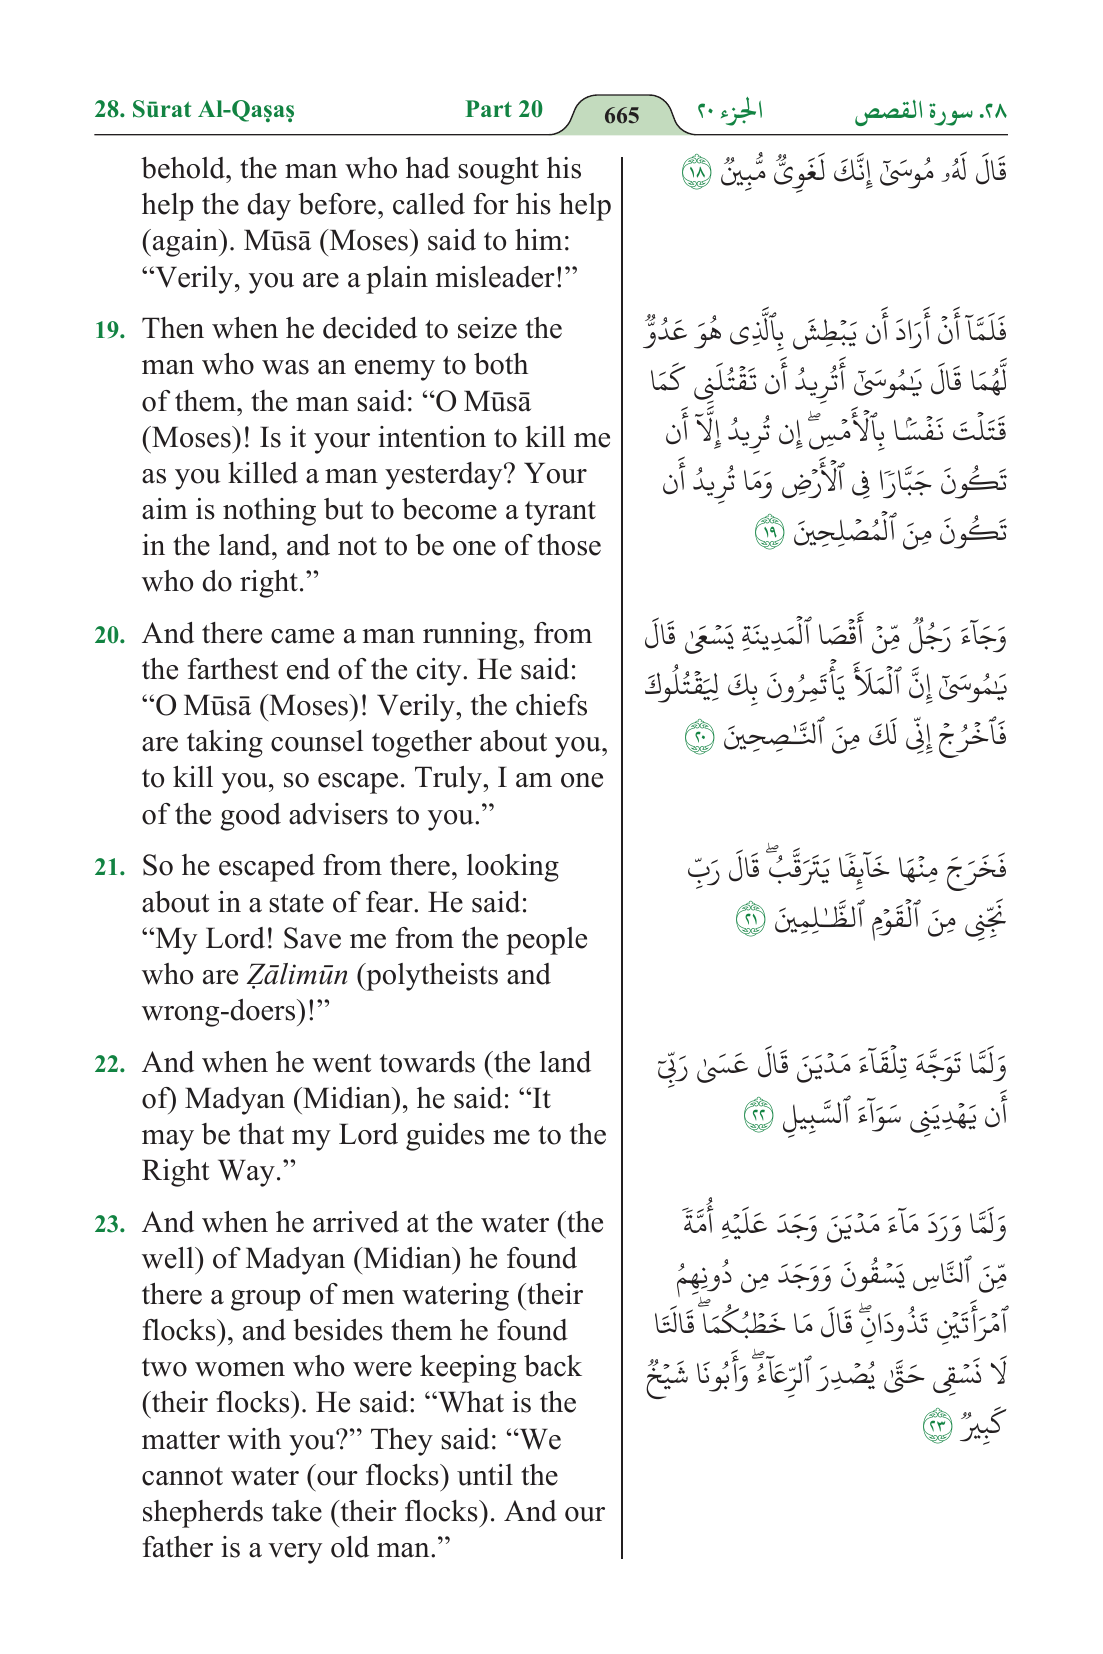 28. Sūrat Al-Qaṣaṣ Part 20 665 الجزء ٢٠ ٢٨. سورة القصص
behold, the man who had sought his
help the day before, called for his help
(again). Mūsā (Moses) said to him:
“Verily, you are a plain misleader!”
19. Then when he decided to seize the
man who was an enemy to both
of them, the man said: “O Mūsā
(Moses)! Is it your intention to kill me
as you killed a man yesterday? Your
aim is nothing but to become a tyrant
in the land, and not to be one of those
who do right.”
20. And there came a man running, from
the farthest end of the city. He said:
“O Mūsā (Moses)! Verily, the chiefs
are taking counsel together about you,
to kill you, so escape. Truly, I am one
of the good advisers to you.”
21. So he escaped from there, looking
about in a state of fear. He said:
“My Lord! Save me from the people
who are Ẓālimūn (polytheists and
wrong-doers)!”
22. And when he went towards (the land
of) Madyan (Midian), he said: “It
may be that my Lord guides me to the
Right Way.”
23. And when he arrived at the water (the
well) of Madyan (Midian) he found
there a group of men watering (their
flocks), and besides them he found
two women who were keeping back
(their flocks). He said: “What is the
matter with you?” They said: “We
cannot water (our flocks) until the
shepherds take (their flocks). And our
father is a very old man.”
قَالَ لَهُۥ مُوسَىٰٓ إِنَّكَ لَغَوِىٌّ مُّبِينٌ ١٨
فَلَمَّآ أَنۡ أَرَادَ أَن يَبۡطِشَ بِٱلَّذِى هُوَ عَدُوٌّ
لَّهُمَا قَالَ يَٰمُوسَىٰٓ أَتُرِيدُ أَن تَقۡتُلَنِى كَمَا
قَتَلۡتَ نَفۡسَۢا بِٱلۡأَمۡسِۖ إِن تُرِيدُ إِلَّآ أَن
تَكُونَ جَبَّارٗا فِى ٱلۡأَرۡضِ وَمَا تُرِيدُ أَن
تَكُونَ مِنَ ٱلۡمُصۡلِحِينَ ١٩
وَجَآءَ رَجُلٌ مِّنۡ أَقۡصَا ٱلۡمَدِينَةِ يَسۡعَىٰ قَالَ
يَٰمُوسَىٰٓ إِنَّ ٱلۡمَلَأَ يَأۡتَمِرُونَ بِكَ لِيَقۡتُلُوكَ
فَٱخۡرُجۡ إِنِّى لَكَ مِنَ ٱلنَّٰصِحِينَ ٢٠
فَخَرَجَ مِنۡهَا خَآئِفٗا يَتَرَقَّبُۖ قَالَ رَبِّ
نَجِّنِى مِنَ ٱلۡقَوۡمِ ٱلظَّٰلِمِينَ ٢١
وَلَمَّا تَوَجَّهَ تِلۡقَآءَ مَدۡيَنَ قَالَ عَسَىٰ رَبِّىٓ
أَن يَهۡدِيَنِى سَوَآءَ ٱلسَّبِيلِ ٢٢
وَلَمَّا وَرَدَ مَآءَ مَدۡيَنَ وَجَدَ عَلَيۡهِ أُمَّةٗ
مِّنَ ٱلنَّاسِ يَسۡقُونَ وَوَجَدَ مِن دُونِهِمُ
ٱمۡرَأَتَيۡنِ تَذُودَانِۖ قَالَ مَا خَطۡبُكُمَاۖ قَالَتَا
لَا نَسۡقِى حَتَّىٰ يُصۡدِرَ ٱلرِّعَآءُۖ وَأَبُونَا شَيۡخٌ
كَبِيرٌ ٢٣